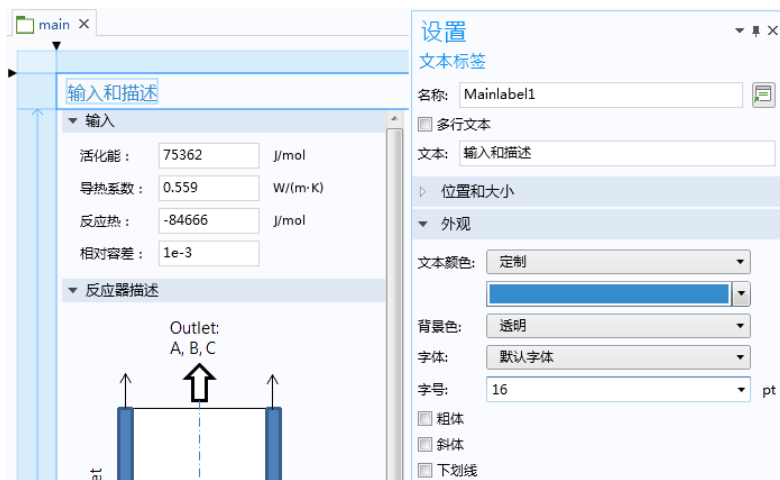 main
输入和描述
输入
活化能： 75362 J/mol
导热系数： 0.559 W/(m·K)
反应热： -84666 J/mol
相对容差： 1e-3
反应器描述
Outlet:
A, B, C
设置
文本标签
名称: Mainlabel1
多行文本
文本: 输入和描述
位置和大小
外观
文本颜色: 定制
背景色: 透明
字体: 默认字体
字号: 16 pt
粗体
斜体
下划线